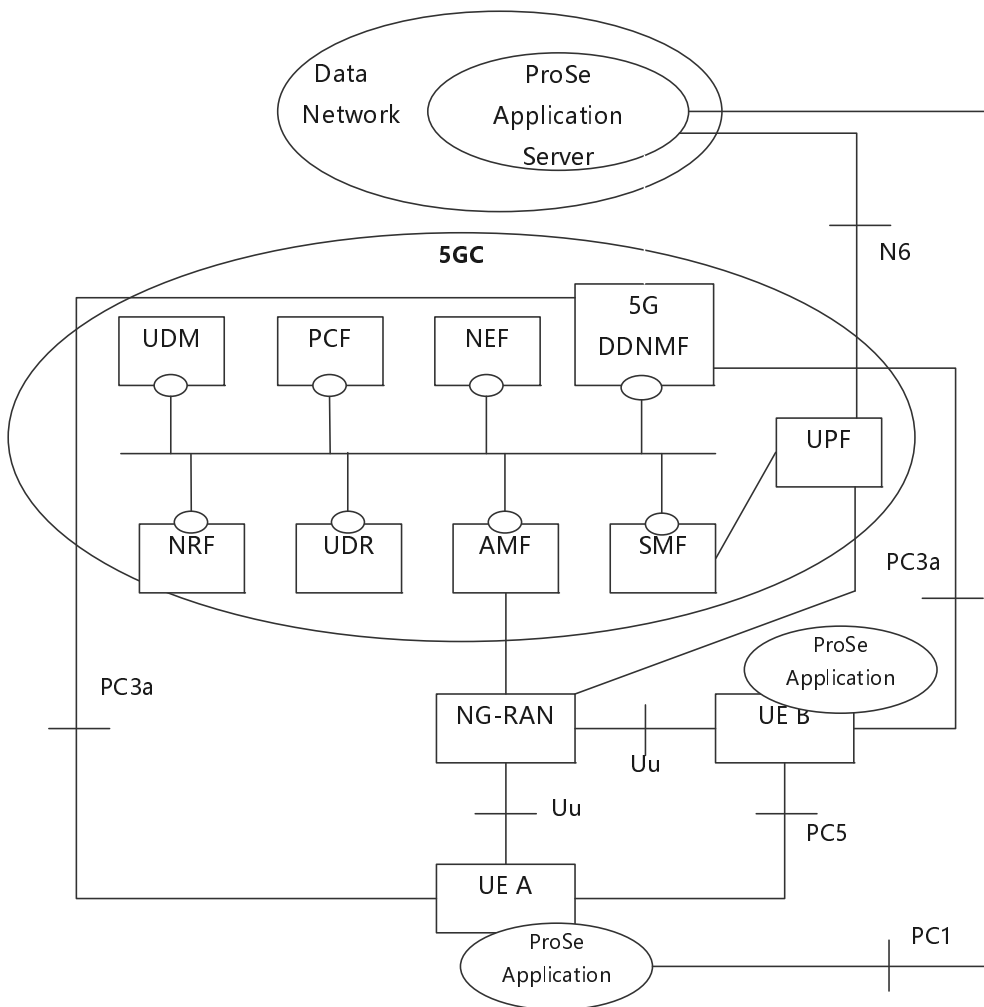 Data
Network
ProSe
Application
Server
N6
5GC
5G
DDNMF
UDM
PCF
NEF
UPF
NRF
UDR
AMF
SMF
PC3a
ProSe
Application
PC3a
NG-RAN
UE B
Uu
Uu
PC5
UE A
ProSe
Application
PC1